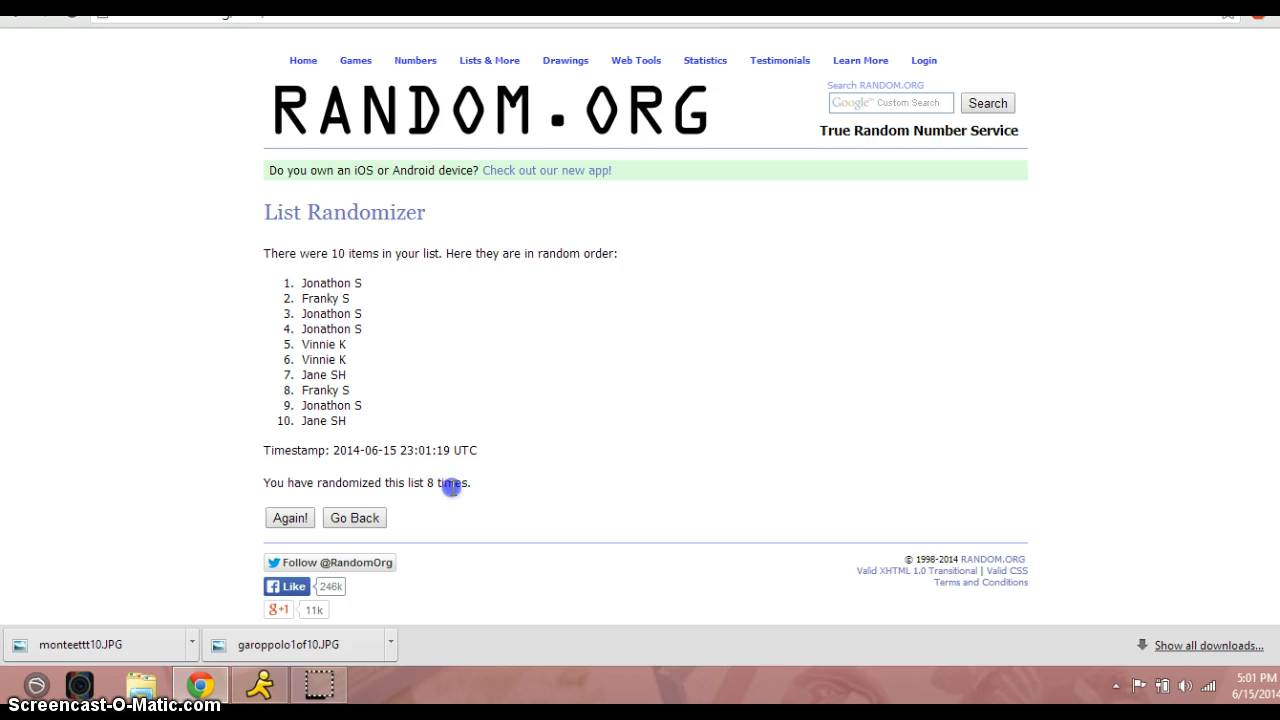 Home Games Numbers Lists & More Drawings Web Tools Statistics Testimonials Learn More Login
Search RANDOM.ORG
RANDOM.ORG
Google™ Custom Search Search
True Random Number Service
Do you own an iOS or Android device? Check out our new app!
List Randomizer
There were 10 items in your list. Here they are in random order:
1. Jonathon S
2. Franky S
3. Jonathon S
4. Jonathon S
5. Vinnie K
6. Vinnie K
7. Jane SH
8. Franky S
9. Jonathon S
10. Jane SH
Timestamp: 2014-06-15 23:01:19 UTC
You have randomized this list 8 times.
Again! Go Back
Follow @RandomOrg
© 1998-2014 RANDOM.ORG
Valid XHTML 1.0 Transitional | Valid CSS
Terms and Conditions
Like 246k
g+1 11k
monteettt10.JPG garoppolo1of10.JPG Show all downloads...
5:01 PM
6/15/2014
Screencast-O-Matic.com